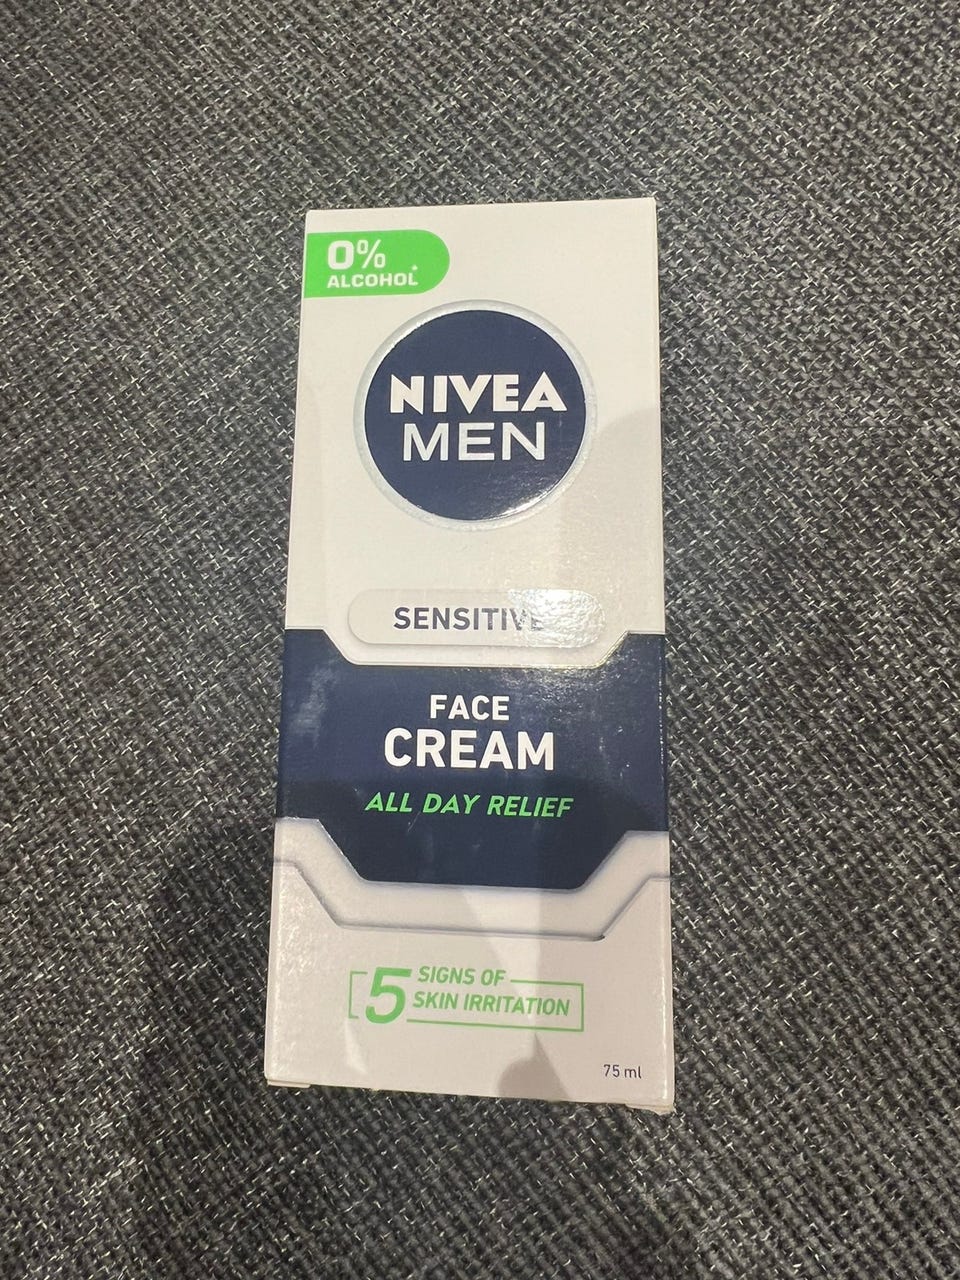 0%
ALCOHOL*
NIVEA
MEN
SENSITIVE
FACE
CREAM
ALL DAY RELIEF
5 SIGNS OF
SKIN IRRITATION
75 ml